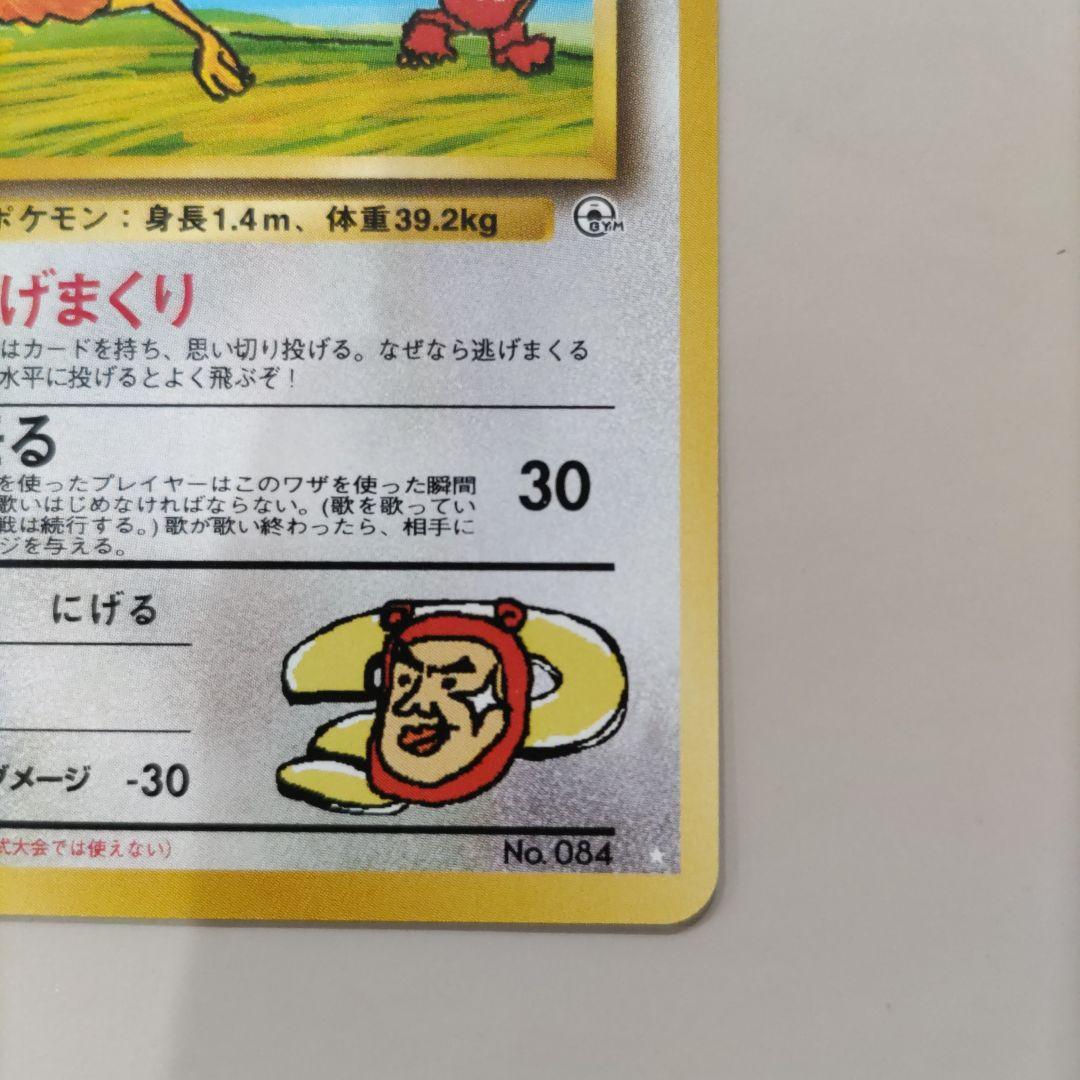 ポケモン：身長1.4m、体重39.2kg
GYM
げまくり
はカードを持ち、思い切り投げる。なぜなら逃げまくる
水平に投げるとよく飛ぶぞ！
る
30
を使ったプレイヤーはこのワザを使った瞬間
歌いはじめなければならない。(歌を歌ってい
戦は続行する。)歌が歌い終わったら、相手に
ジを与える。
にげる
ダメージ -30
式大会では使えない)
No. 084